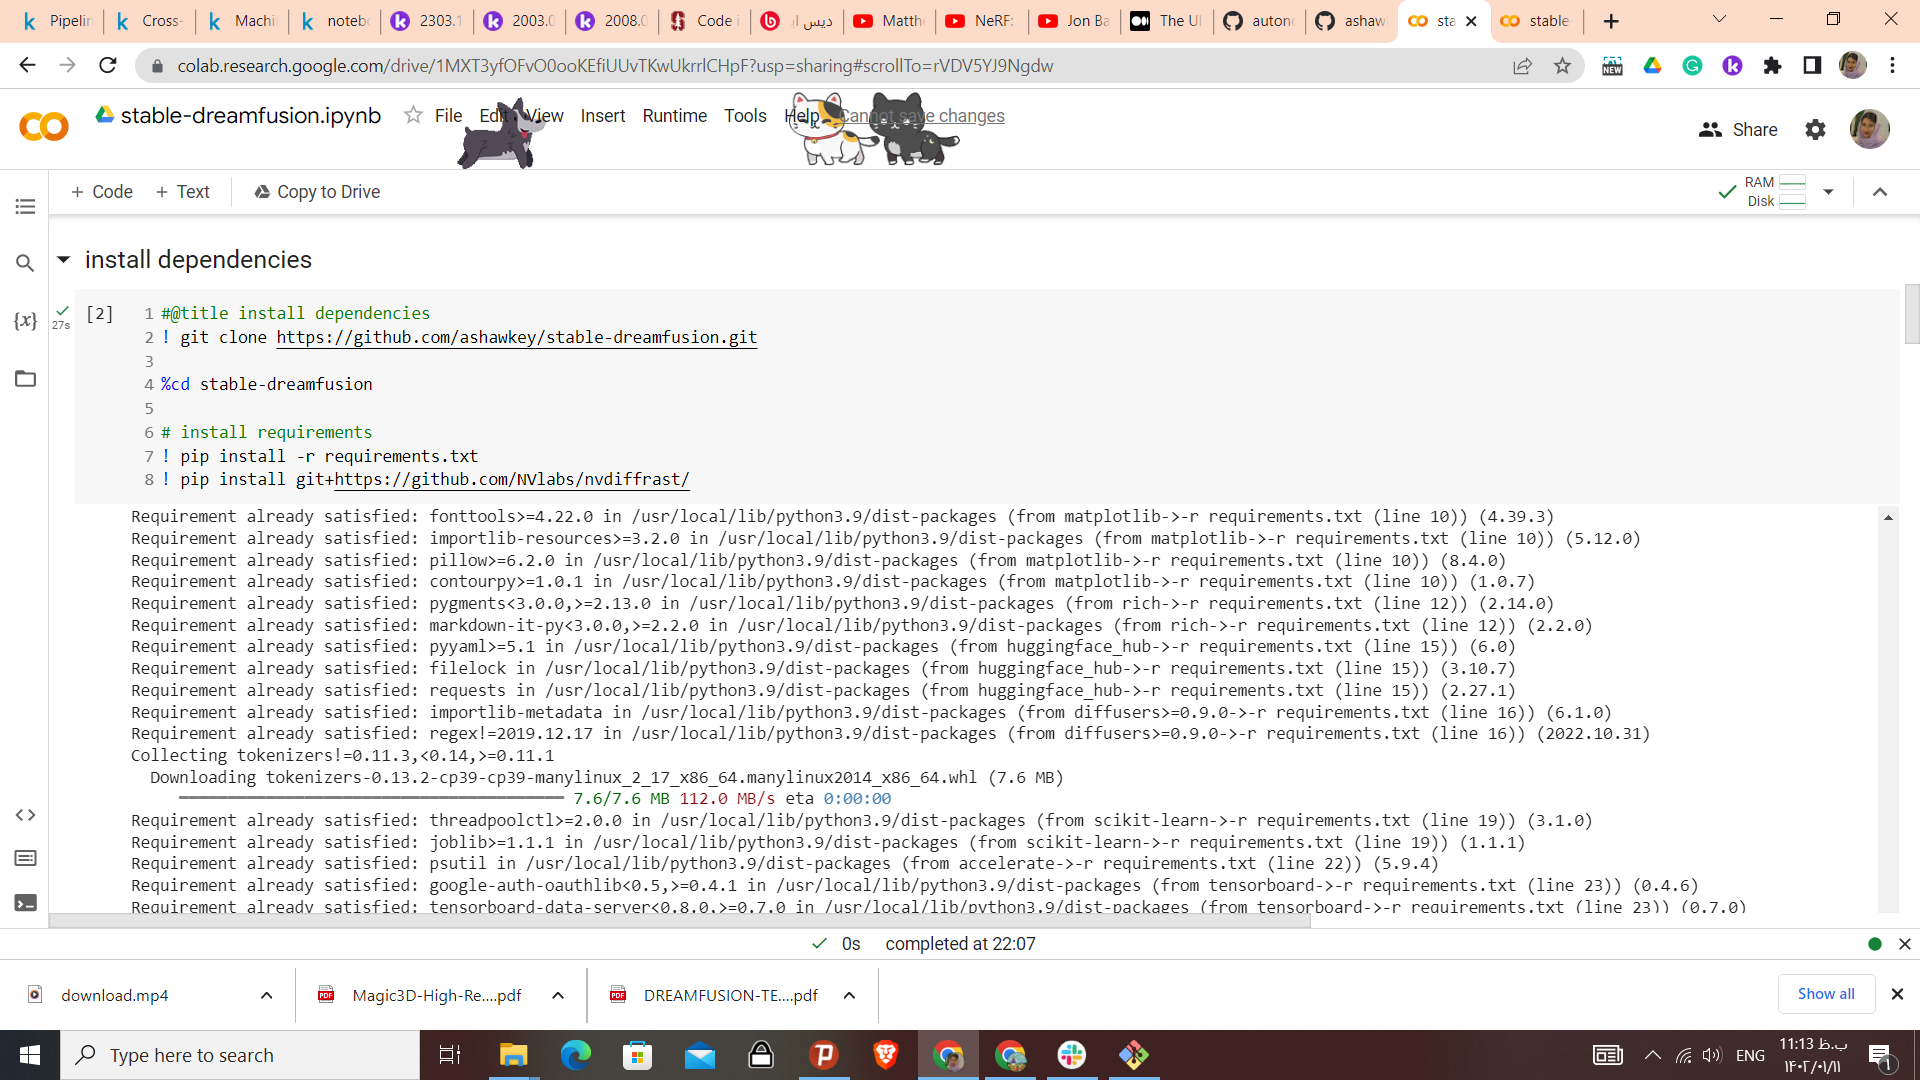 Pipelin
Cross-
Machi
noteb
2303.1
2003.0
2008.0
Code i
دیس ای
Matth
NeRF:
Jon Ba
The Ul
auton
ashaw
sta
stable-
colab.research.google.com/drive/1MXT3yfOFvO0ooKEfiUUvTKwUkrrlCHpF?usp=sharing#scrollTo=rVDV5YJ9Ngdw
NEW
stable-dreamfusion.ipynb
File Edit View Insert Runtime Tools Help Cannot save changes
Share
+ Code + Text Copy to Drive
RAM
Disk
install dependencies
27s
[2]
1 #@title install dependencies
2 ! git clone https://github.com/ashawkey/stable-dreamfusion.git
3
4 %cd stable-dreamfusion
5
6 # install requirements
7 ! pip install -r requirements.txt
8 ! pip install git+https://github.com/NVlabs/nvdiffrast/
Requirement already satisfied: fonttools>=4.22.0 in /usr/local/lib/python3.9/dist-packages (from matplotlib->-r requirements.txt (line 10)) (4.39.3)
Requirement already satisfied: importlib-resources>=3.2.0 in /usr/local/lib/python3.9/dist-packages (from matplotlib->-r requirements.txt (line 10)) (5.12.0)
Requirement already satisfied: pillow>=6.2.0 in /usr/local/lib/python3.9/dist-packages (from matplotlib->-r requirements.txt (line 10)) (8.4.0)
Requirement already satisfied: contourpy>=1.0.1 in /usr/local/lib/python3.9/dist-packages (from matplotlib->-r requirements.txt (line 10)) (1.0.7)
Requirement already satisfied: pygments<3.0.0,>=2.13.0 in /usr/local/lib/python3.9/dist-packages (from rich->-r requirements.txt (line 12)) (2.14.0)
Requirement already satisfied: markdown-it-py<3.0.0,>=2.2.0 in /usr/local/lib/python3.9/dist-packages (from rich->-r requirements.txt (line 12)) (2.2.0)
Requirement already satisfied: pyyaml>=5.1 in /usr/local/lib/python3.9/dist-packages (from huggingface_hub->-r requirements.txt (line 15)) (6.0)
Requirement already satisfied: filelock in /usr/local/lib/python3.9/dist-packages (from huggingface_hub->-r requirements.txt (line 15)) (3.10.7)
Requirement already satisfied: requests in /usr/local/lib/python3.9/dist-packages (from huggingface_hub->-r requirements.txt (line 15)) (2.27.1)
Requirement already satisfied: importlib-metadata in /usr/local/lib/python3.9/dist-packages (from diffusers>=0.9.0->-r requirements.txt (line 16)) (6.1.0)
Requirement already satisfied: regex!=2019.12.17 in /usr/local/lib/python3.9/dist-packages (from diffusers>=0.9.0->-r requirements.txt (line 16)) (2022.10.31)
Collecting tokenizers!=0.11.3,<0.14,>=0.11.1
Downloading tokenizers-0.13.2-cp39-cp39-manylinux_2_17_x86_64.manylinux2014_x86_64.whl (7.6 MB)
7.6/7.6 MB 112.0 MB/s eta 0:00:00
Requirement already satisfied: threadpoolctl>=2.0.0 in /usr/local/lib/python3.9/dist-packages (from scikit-learn->-r requirements.txt (line 19)) (3.1.0)
Requirement already satisfied: joblib>=1.1.1 in /usr/local/lib/python3.9/dist-packages (from scikit-learn->-r requirements.txt (line 19)) (1.1.1)
Requirement already satisfied: psutil in /usr/local/lib/python3.9/dist-packages (from accelerate->-r requirements.txt (line 22)) (5.9.4)
Requirement already satisfied: google-auth-oauthlib<0.5,>=0.4.1 in /usr/local/lib/python3.9/dist-packages (from tensorboard->-r requirements.txt (line 23)) (0.4.6)
Requirement already satisfied: tensorboard-data-server<0.8.0,>=0.7.0 in /usr/local/lib/python3.9/dist-packages (from tensorboard->-r requirements.txt (line 23)) (0.7.0)
0s completed at 22:07
download.mp4
Magic3D-High-Re....pdf
DREAMFUSION-TE....pdf
Show all
Type here to search
ENG
11:13 ب.ظ
۱۴۰۲/۰۱/۱۱